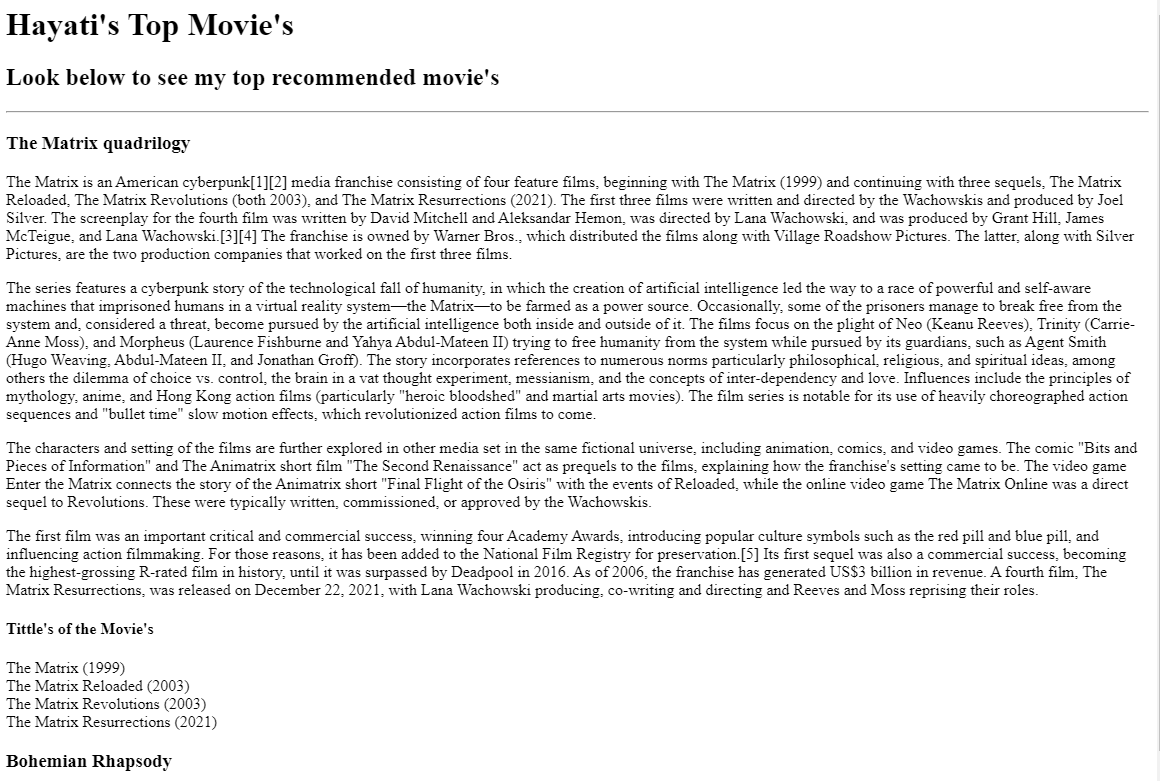 Hayati's Top Movie's
Look below to see my top recommended movie's
The Matrix quadrilogy
The Matrix is an American cyberpunk[1][2] media franchise consisting of four feature films, beginning with The Matrix (1999) and continuing with three sequels, The Matrix
Reloaded, The Matrix Revolutions (both 2003), and The Matrix Resurrections (2021). The first three films were written and directed by the Wachowskis and produced by Joel
Silver. The screenplay for the fourth film was written by David Mitchell and Aleksandar Hemon, was directed by Lana Wachowski, and was produced by Grant Hill, James
McTeigue, and Lana Wachowski.[3][4] The franchise is owned by Warner Bros., which distributed the films along with Village Roadshow Pictures. The latter, along with Silver
Pictures, are the two production companies that worked on the first three films.
The series features a cyberpunk story of the technological fall of humanity, in which the creation of artificial intelligence led the way to a race of powerful and self-aware
machines that imprisoned humans in a virtual reality system—the Matrix—to be farmed as a power source. Occasionally, some of the prisoners manage to break free from the
system and, considered a threat, become pursued by the artificial intelligence both inside and outside of it. The films focus on the plight of Neo (Keanu Reeves), Trinity (Carrie-
Anne Moss), and Morpheus (Laurence Fishburne and Yahya Abdul-Mateen II) trying to free humanity from the system while pursued by its guardians, such as Agent Smith
(Hugo Weaving, Abdul-Mateen II, and Jonathan Groff). The story incorporates references to numerous norms particularly philosophical, religious, and spiritual ideas, among
others the dilemma of choice vs. control, the brain in a vat thought experiment, messianism, and the concepts of inter-dependency and love. Influences include the principles of
mythology, anime, and Hong Kong action films (particularly "heroic bloodshed" and martial arts movies). The film series is notable for its use of heavily choreographed action
sequences and "bullet time" slow motion effects, which revolutionized action films to come.
The characters and setting of the films are further explored in other media set in the same fictional universe, including animation, comics, and video games. The comic "Bits and
Pieces of Information" and The Animatrix short film "The Second Renaissance" act as prequels to the films, explaining how the franchise's setting came to be. The video game
Enter the Matrix connects the story of the Animatrix short "Final Flight of the Osiris" with the events of Reloaded, while the online video game The Matrix Online was a direct
sequel to Revolutions. These were typically written, commissioned, or approved by the Wachowskis.
The first film was an important critical and commercial success, winning four Academy Awards, introducing popular culture symbols such as the red pill and blue pill, and
influencing action filmmaking. For those reasons, it has been added to the National Film Registry for preservation.[5] Its first sequel was also a commercial success, becoming
the highest-grossing R-rated film in history, until it was surpassed by Deadpool in 2016. As of 2006, the franchise has generated US$3 billion in revenue. A fourth film, The
Matrix Resurrections, was released on December 22, 2021, with Lana Wachowski producing, co-writing and directing and Reeves and Moss reprising their roles.
Tittle's of the Movie's
The Matrix (1999)
The Matrix Reloaded (2003)
The Matrix Revolutions (2003)
The Matrix Resurrections (2021)
Bohemian Rhapsody